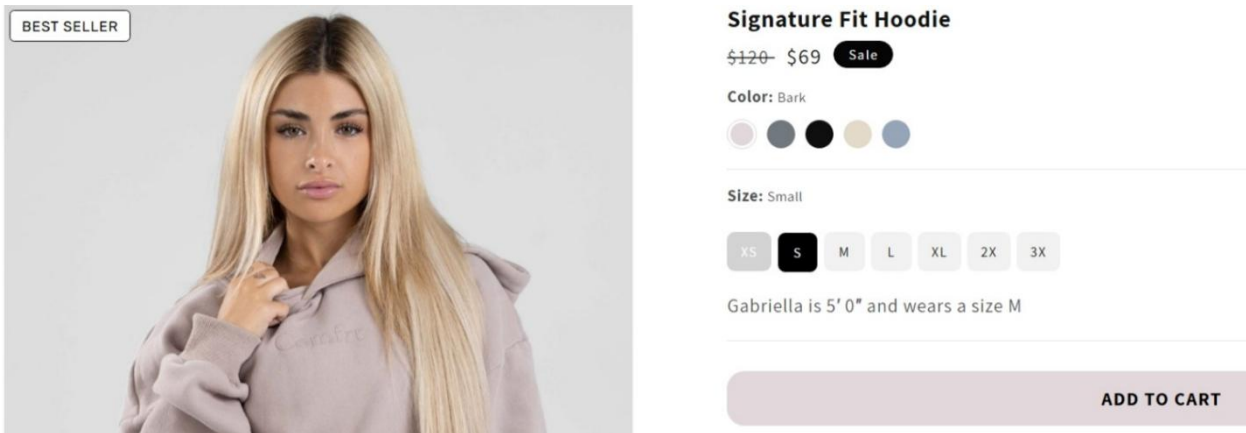 BEST SELLER
Signature Fit Hoodie
$120 $69 Sale
Color: Bark
Size: Small
XS S M L XL 2X 3X
Gabriella is 5′ 0″ and wears a size M
ADD TO CART